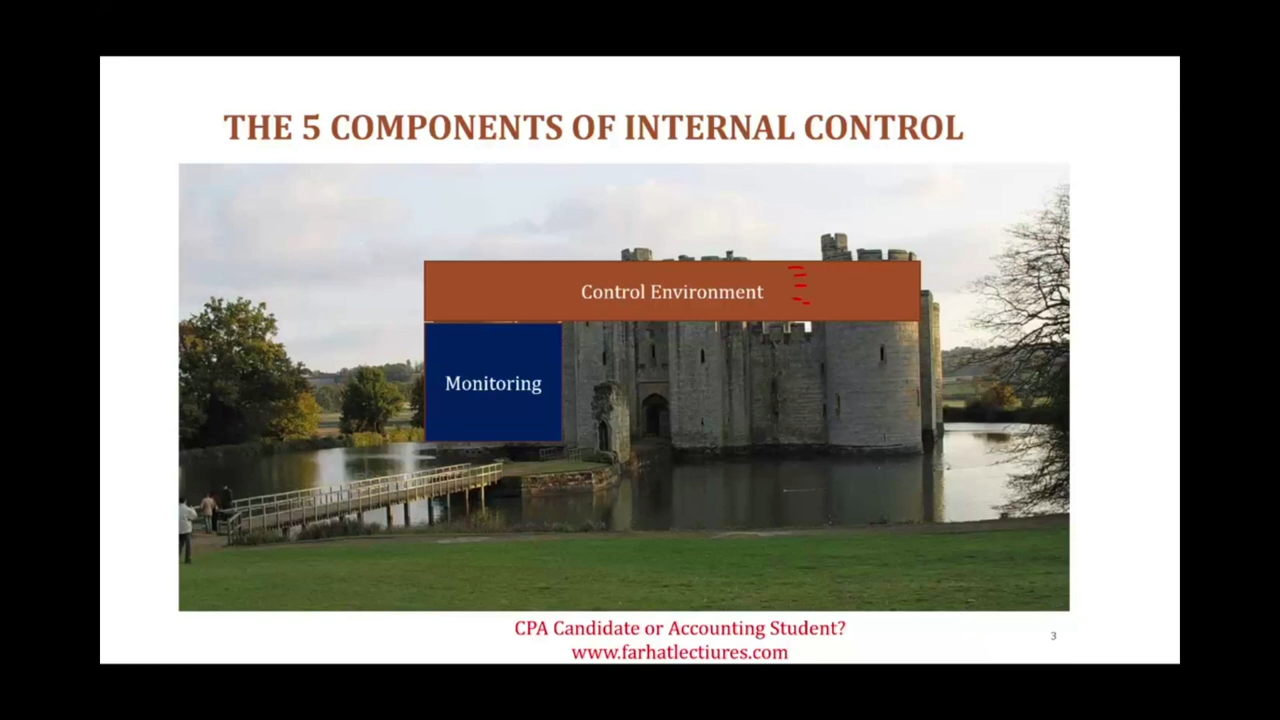 THE 5 COMPONENTS OF INTERNAL CONTROL
Control Environment
Monitoring
CPA Candidate or Accounting Student?
www.farhatlectiures.com
3